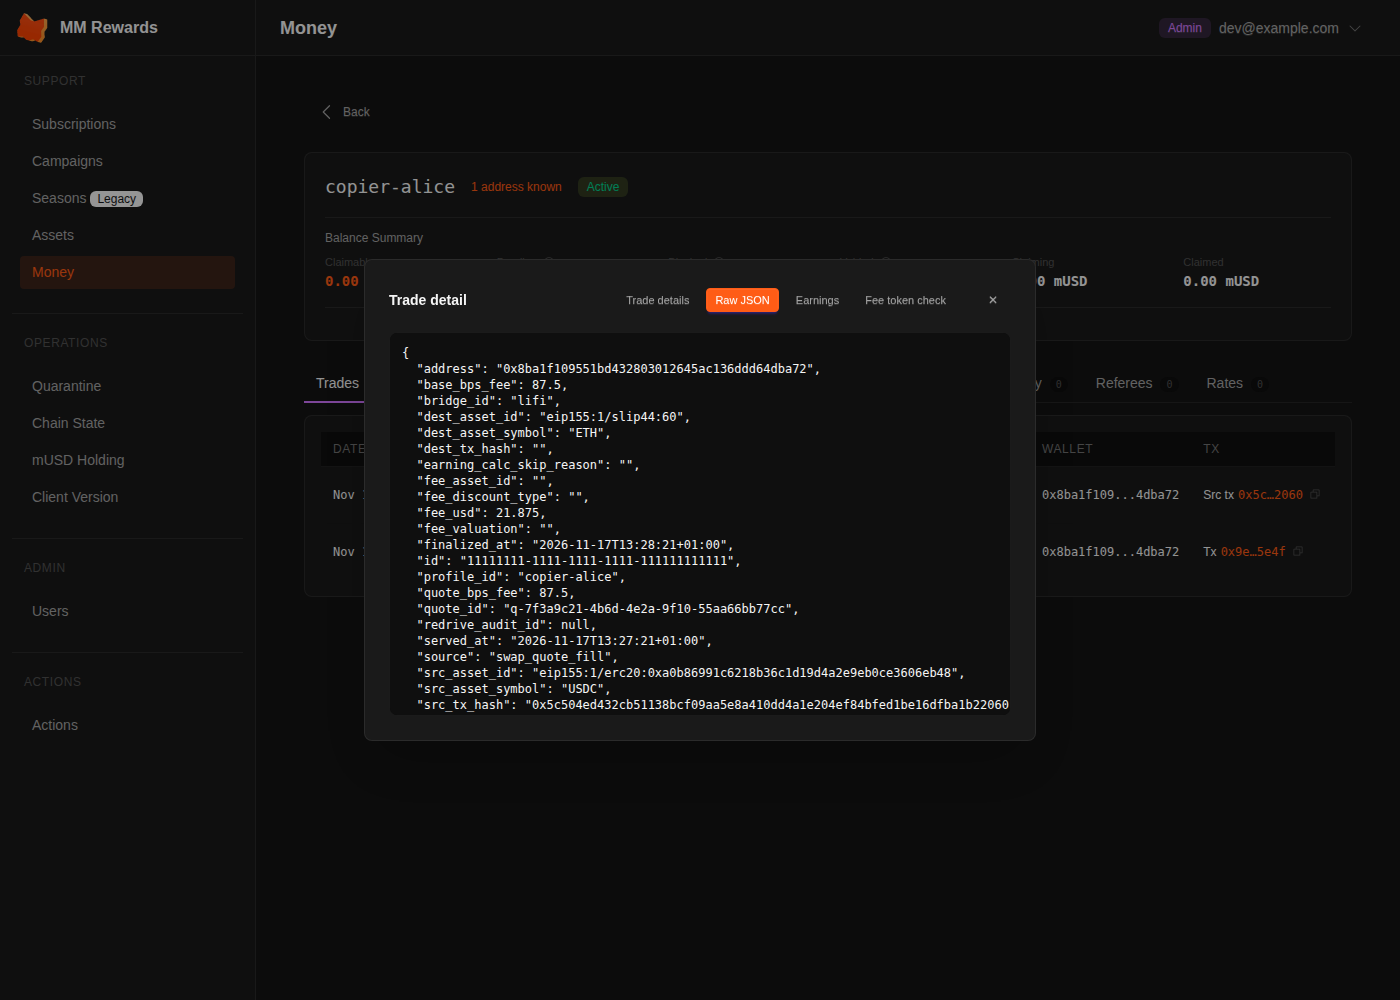 MM Rewards
Money
Admin
dev@example.com
SUPPORT
Subscriptions
Campaigns
Seasons Legacy
Assets
Money
OPERATIONS
Quarantine
Chain State
mUSD Holding
Client Version
ADMIN
Users
ACTIONS
Actions
Back
copier-alice 1 address known Active
Balance Summary
Claimed
0.00
mUSD
0.00 mUSD
Trades
Referees 0
Rates 0
DATE
WALLET
TX
Nov
0x8ba1f109...4dba72
Src tx 0x5c…2060
Nov
0x8ba1f109...4dba72
Tx 0x9e…5e4f
Trade detail
Trade details
Raw JSON
Earnings
Fee token check
✕
{
"address": "0x8ba1f109551bd432803012645ac136ddd64dba72",
"base_bps_fee": 87.5,
"bridge_id": "lifi",
"dest_asset_id": "eip155:1/slip44:60",
"dest_asset_symbol": "ETH",
"dest_tx_hash": "",
"earning_calc_skip_reason": "",
"fee_asset_id": "",
"fee_discount_type": "",
"fee_usd": 21.875,
"fee_valuation": "",
"finalized_at": "2026-11-17T13:28:21+01:00",
"id": "11111111-1111-1111-1111-111111111111",
"profile_id": "copier-alice",
"quote_bps_fee": 87.5,
"quote_id": "q-7f3a9c21-4b6d-4e2a-9f10-55aa66bb77cc",
"redrive_audit_id": null,
"served_at": "2026-11-17T13:27:21+01:00",
"source": "swap_quote_fill",
"src_asset_id": "eip155:1/erc20:0xa0b86991c6218b36c1d19d4a2e9eb0ce3606eb48",
"src_asset_symbol": "USDC",
"src_tx_hash": "0x5c504ed432cb51138bcf09aa5e8a410dd4a1e204ef84bfed1be16dfba1b22060